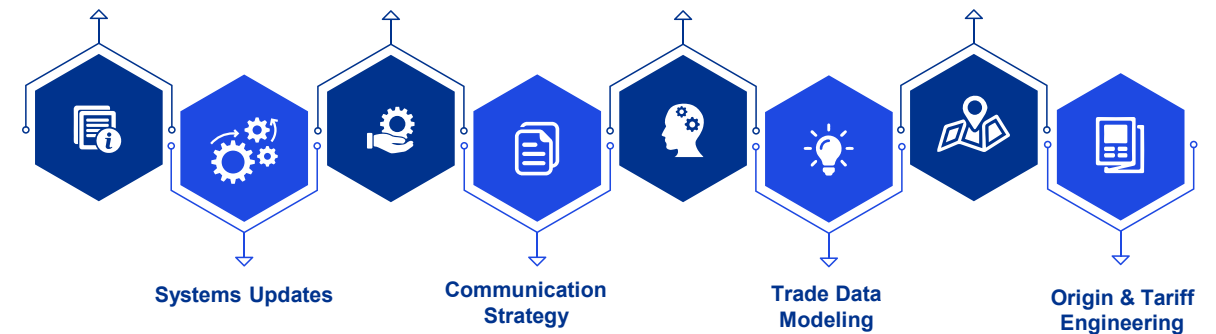 Systems Updates
Communication
Strategy
Trade Data
Modeling
Origin & Tariff
Engineering